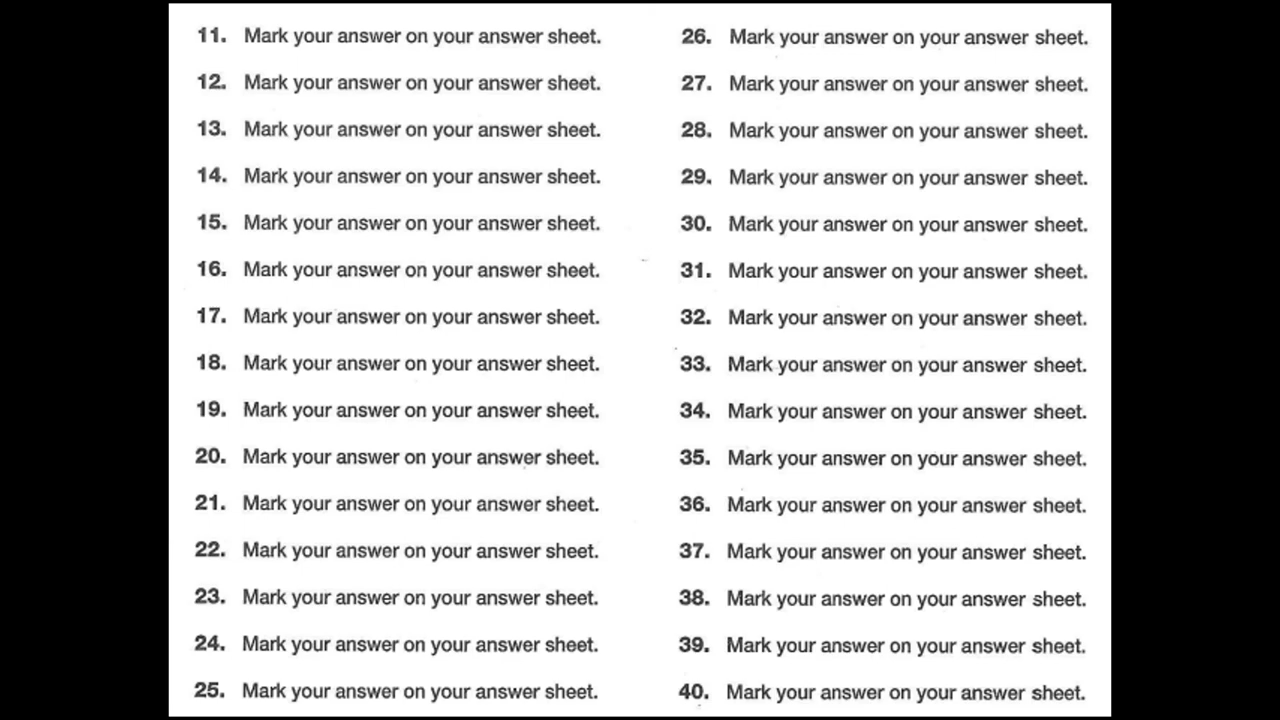 11. Mark your answer on your answer sheet.
12. Mark your answer on your answer sheet.
13. Mark your answer on your answer sheet.
14. Mark your answer on your answer sheet.
15. Mark your answer on your answer sheet.
16. Mark your answer on your answer sheet.
17. Mark your answer on your answer sheet.
18. Mark your answer on your answer sheet.
19. Mark your answer on your answer sheet.
20. Mark your answer on your answer sheet.
21. Mark your answer on your answer sheet.
22. Mark your answer on your answer sheet.
23. Mark your answer on your answer sheet.
24. Mark your answer on your answer sheet.
25. Mark your answer on your answer sheet.
26. Mark your answer on your answer sheet.
27. Mark your answer on your answer sheet.
28. Mark your answer on your answer sheet.
29. Mark your answer on your answer sheet.
30. Mark your answer on your answer sheet.
31. Mark your answer on your answer sheet.
32. Mark your answer on your answer sheet.
33. Mark your answer on your answer sheet.
34. Mark your answer on your answer sheet.
35. Mark your answer on your answer sheet.
36. Mark your answer on your answer sheet.
37. Mark your answer on your answer sheet.
38. Mark your answer on your answer sheet.
39. Mark your answer on your answer sheet.
40. Mark your answer on your answer sheet.